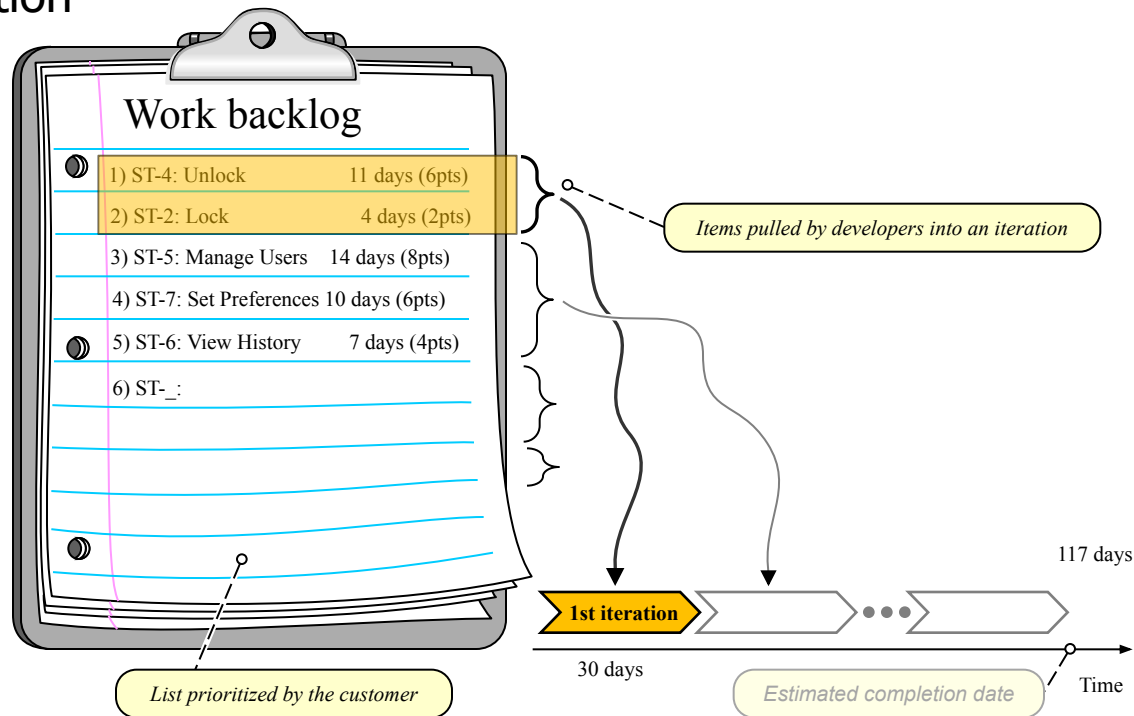 Work backlog
1) ST-4: Unlock 11 days (6pts)
2) ST-2: Lock 4 days (2pts)
3) ST-5: Manage Users 14 days (8pts)
4) ST-7: Set Preferences 10 days (6pts)
5) ST-6: View History 7 days (4pts)
6) ST-_:
Items pulled by developers into an iteration
117 days
1st iteration
30 days
Time
List prioritized by the customer
Estimated completion date